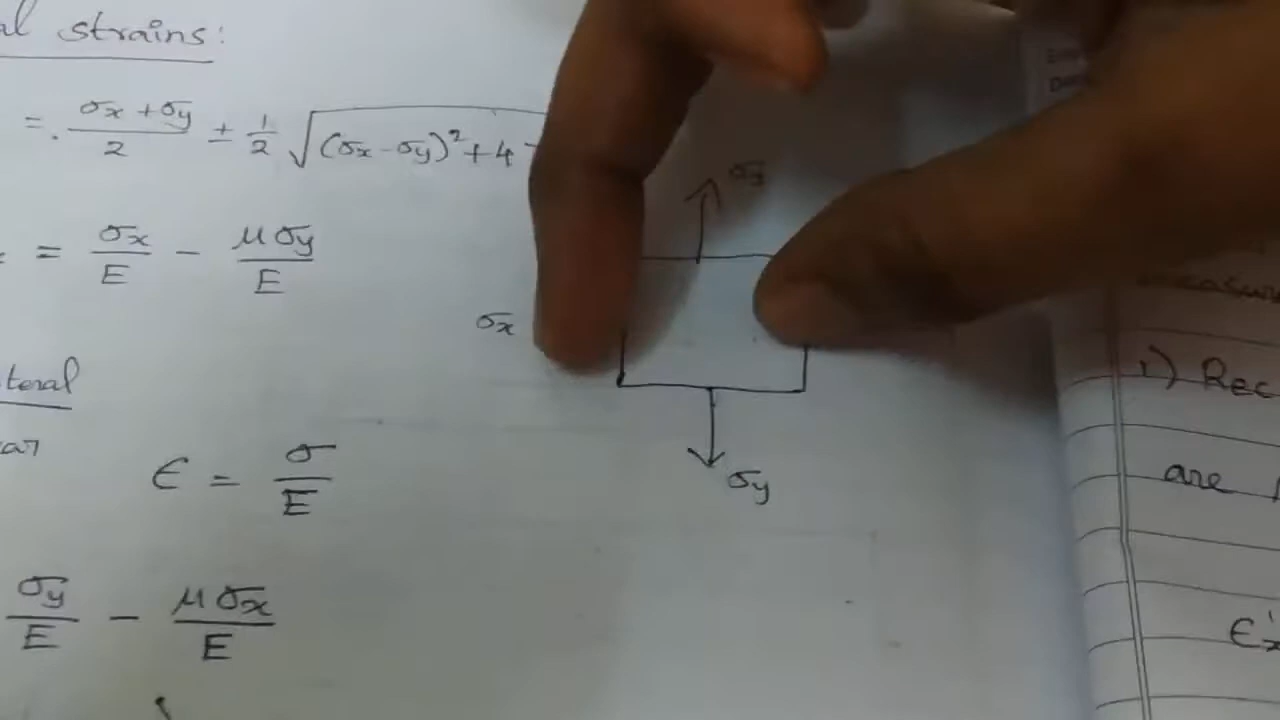 al strains:
= σx + σy / 2 ± 1/2 √(σx - σy)² + 4
σy
= σx / E - μσy / E
σx
teral
ar
ϵ = σ / E
σy
σy / E - μσx / E
1) Rec
are
ϵ'x